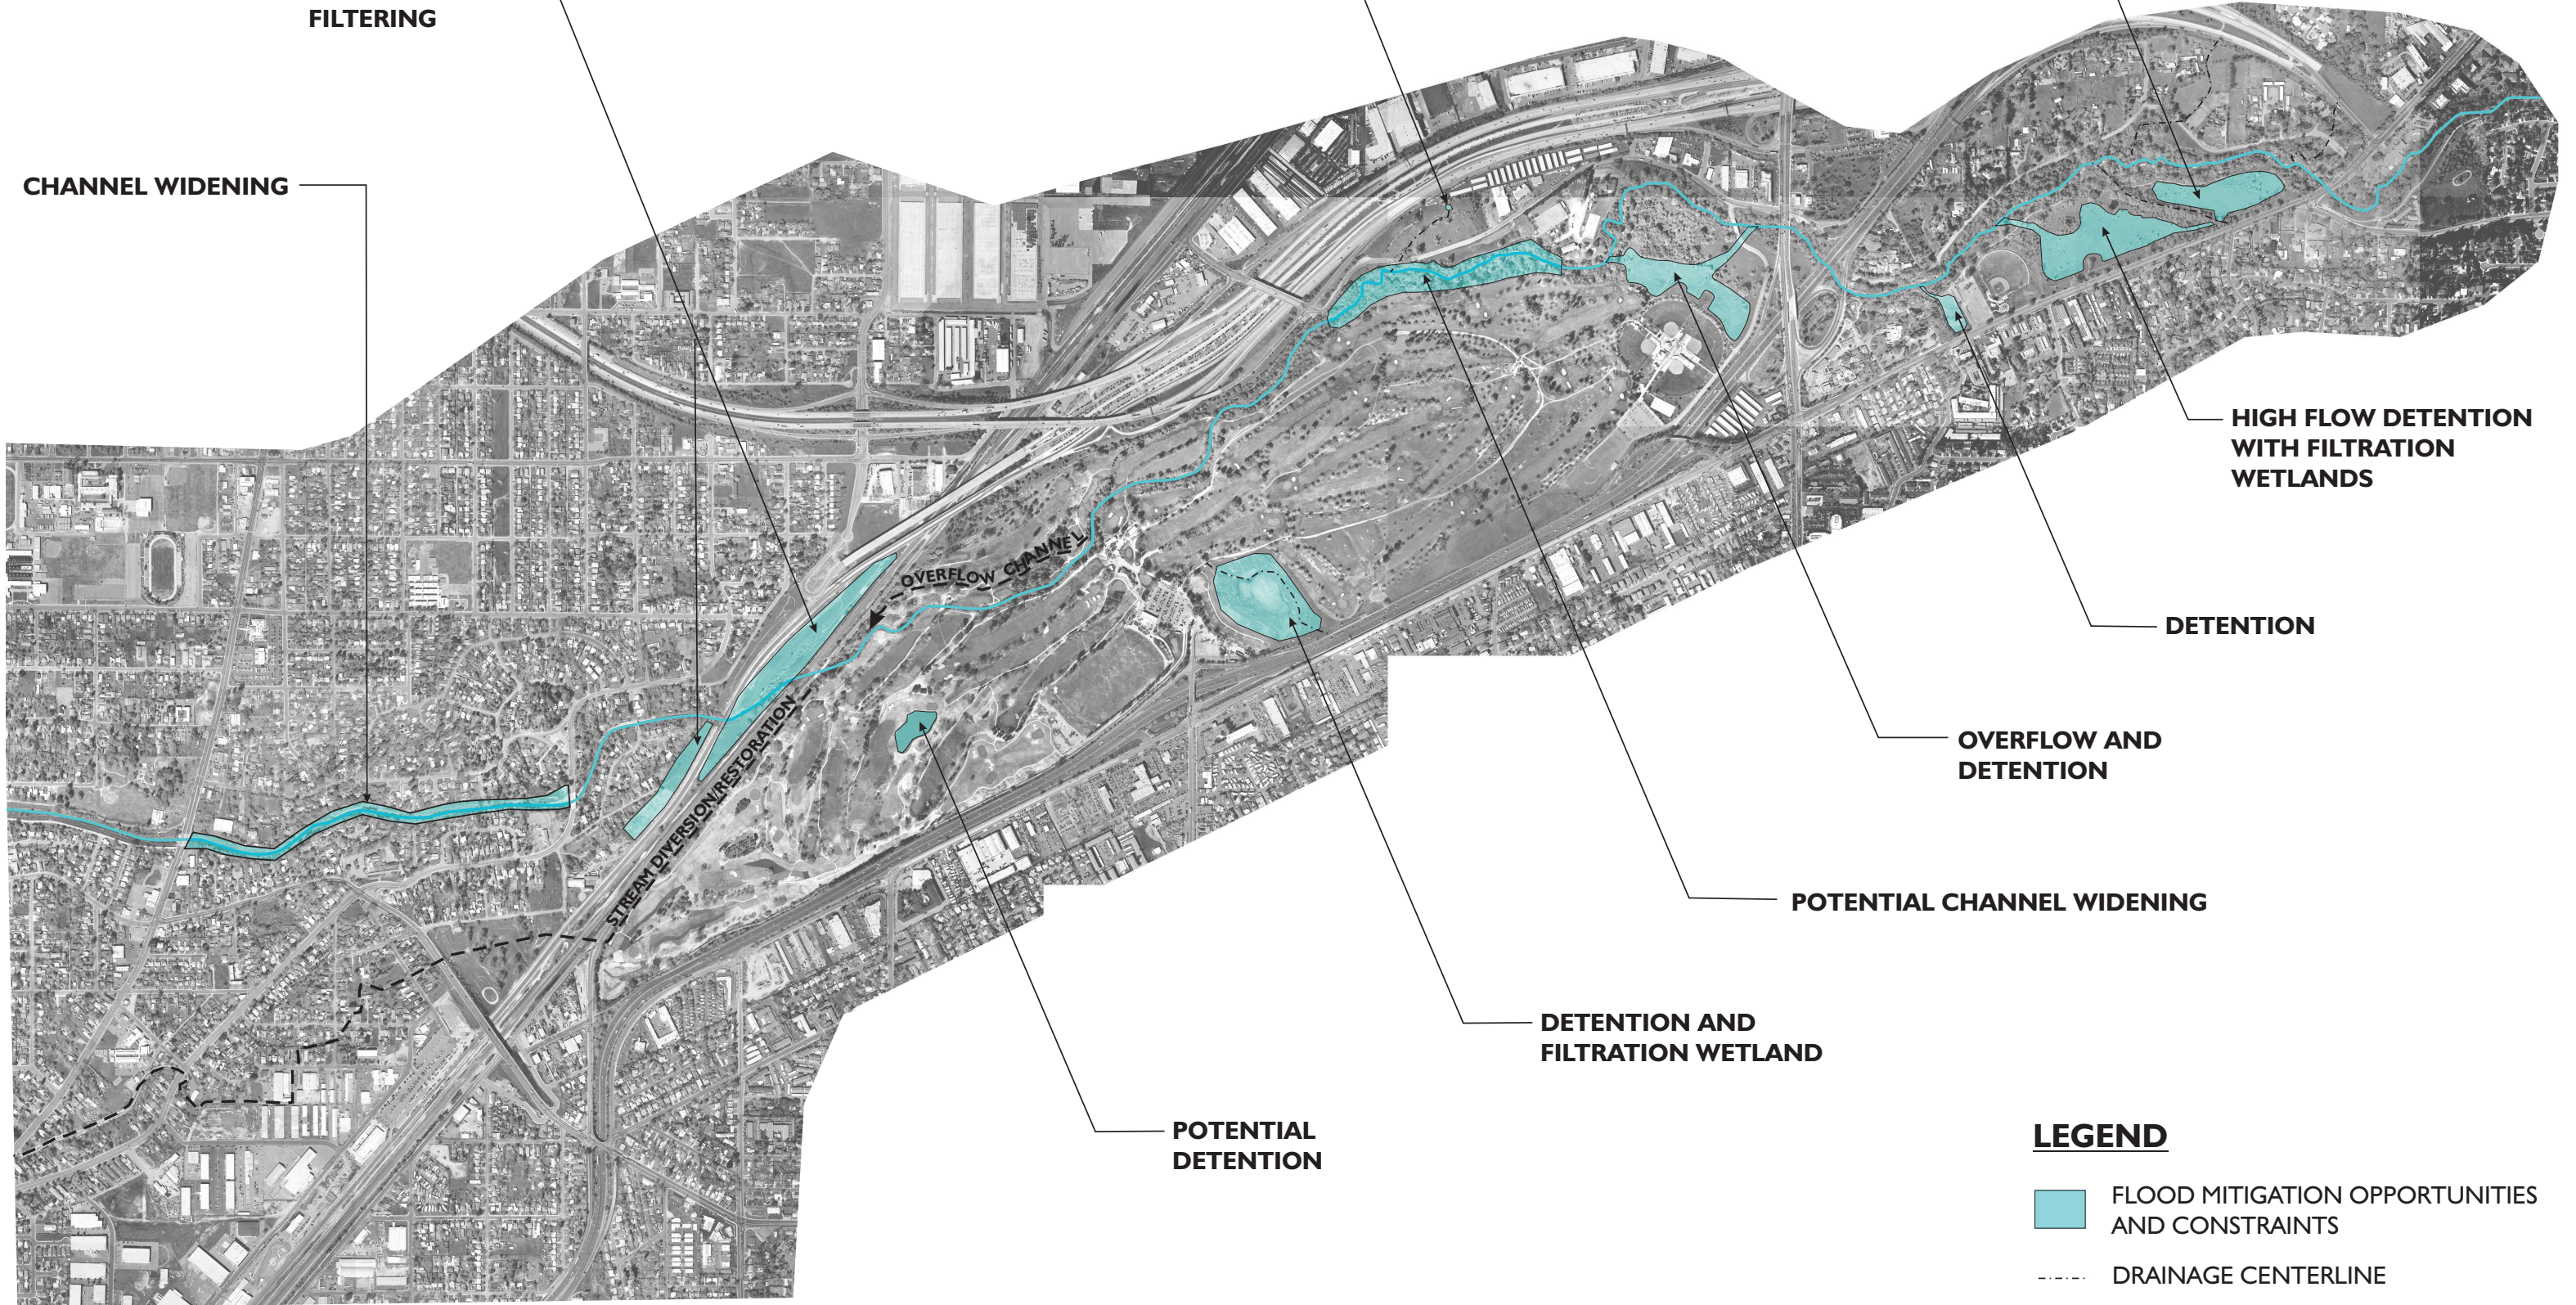 FILTERING
CHANNEL WIDENING
HIGH FLOW DETENTION
WITH FILTRATION
WETLANDS
OVERFLOW CHANNEL
DETENTION
STREAM DIVERSION/RESTORATION
OVERFLOW AND
DETENTION
POTENTIAL CHANNEL WIDENING
DETENTION AND
FILTRATION WETLAND
POTENTIAL
DETENTION
LEGEND
FLOOD MITIGATION OPPORTUNITIES
AND CONSTRAINTS
DRAINAGE CENTERLINE